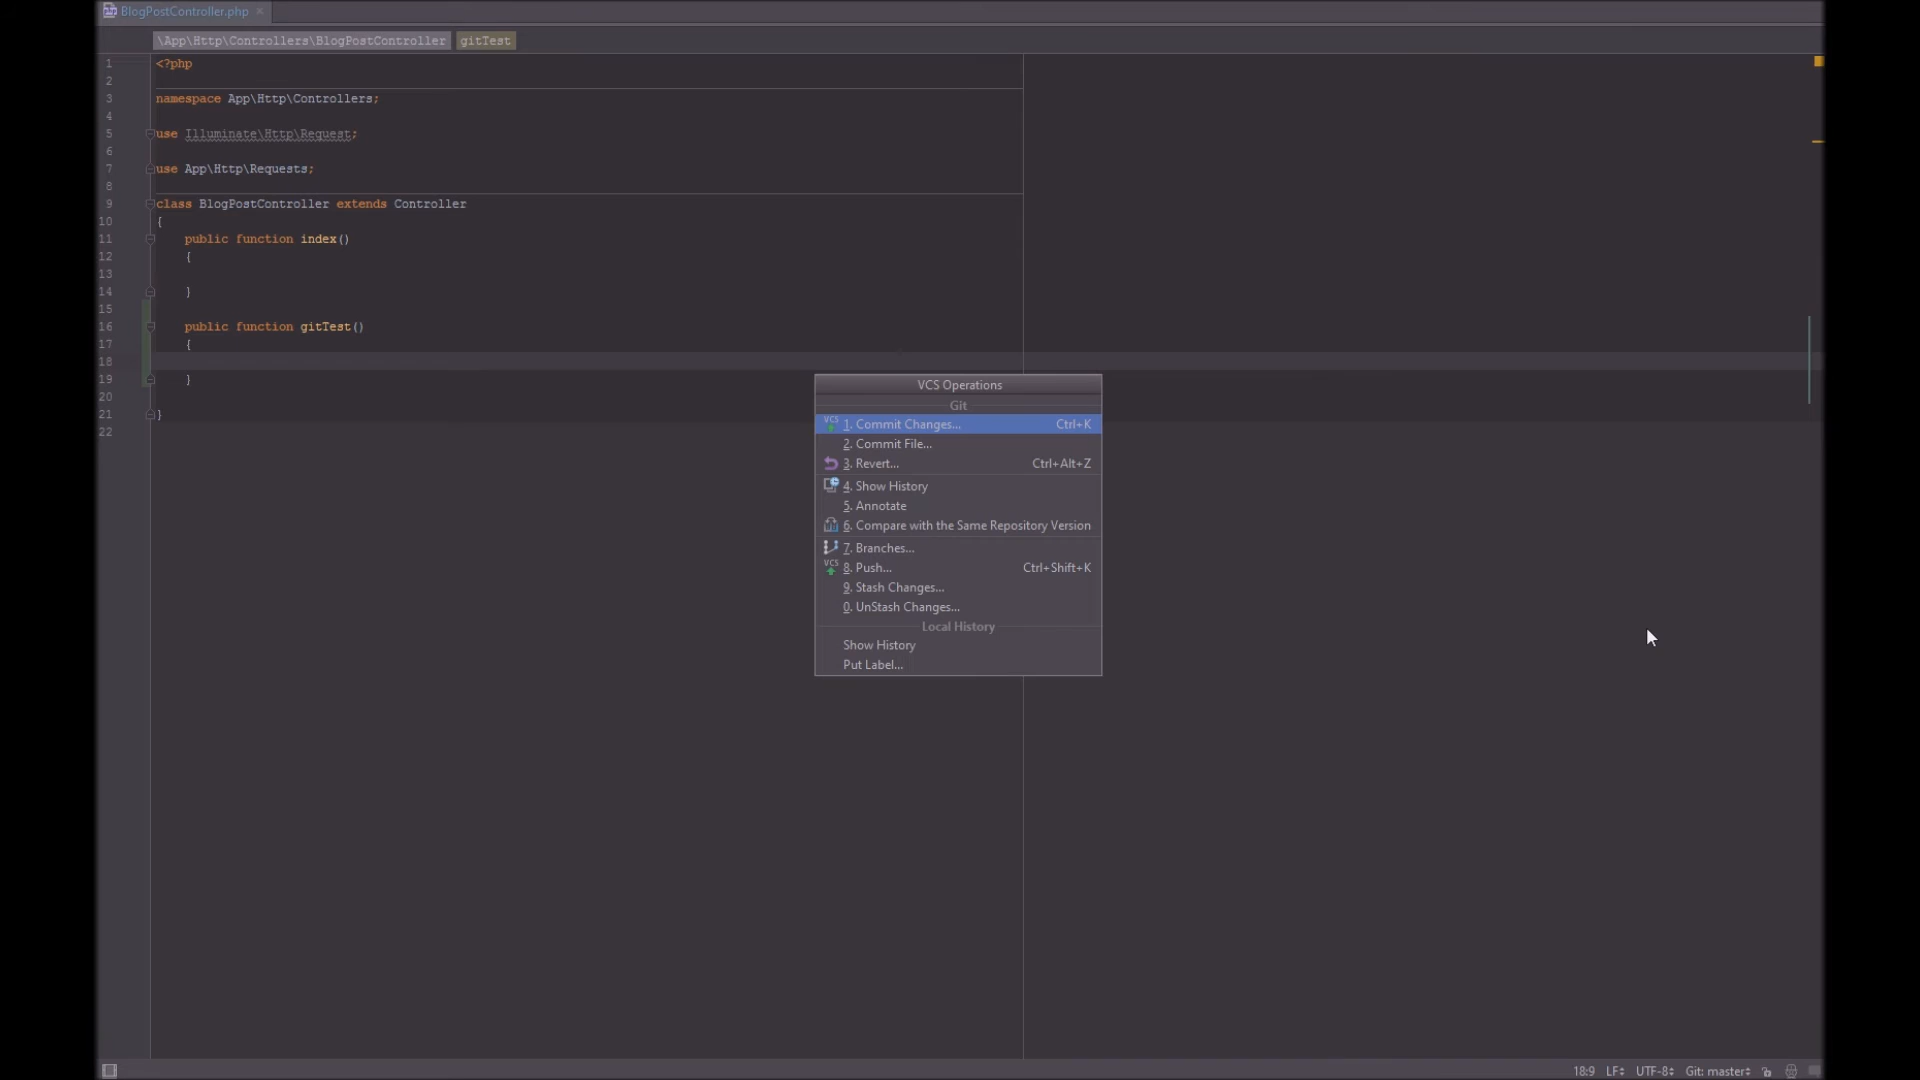 BlogPostController.php ×
\App\Http\Controllers\BlogPostController gitTest
1 <?php
2
3 namespace App\Http\Controllers;
4
5 use Illuminate\Http\Request;
6
7 use App\Http\Requests;
8
9 class BlogPostController extends Controller
10 {
11 public function index()
12 {
13
14 }
15
16 public function gitTest()
17 {
18
19 }
20
21 }
22
VCS Operations
Git
VCS 1. Commit Changes... Ctrl+K
2. Commit File...
3. Revert... Ctrl+Alt+Z
4. Show History
5. Annotate
6. Compare with the Same Repository Version
7. Branches...
VCS 8. Push... Ctrl+Shift+K
9. Stash Changes...
0. UnStash Changes...
Local History
Show History
Put Label...
18:9 LF UTF-8 Git: master